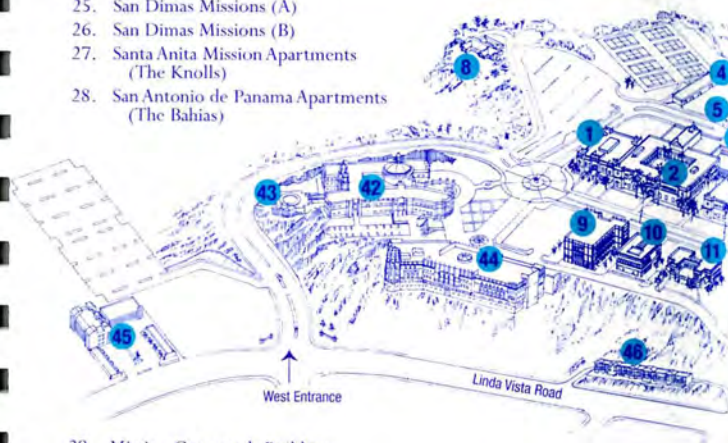 25. San Dimas Missions (A)
26. San Dimas Missions (B)
27. Santa Anita Mission Apartments
(The Knolls)
28. San Antonio de Panama Apartments
(The Bahias)
8
4
5
1
2
43
42
9
10
11
44
45
46
West Entrance
Linda Vista Road